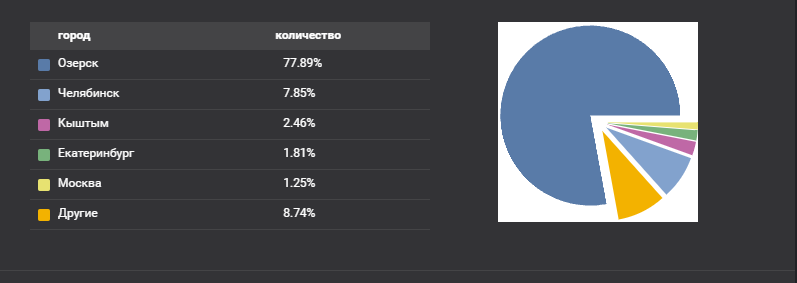 город количество
Озерск 77.89%
Челябинск 7.85%
Кыштым 2.46%
Екатеринбург 1.81%
Москва 1.25%
Другие 8.74%